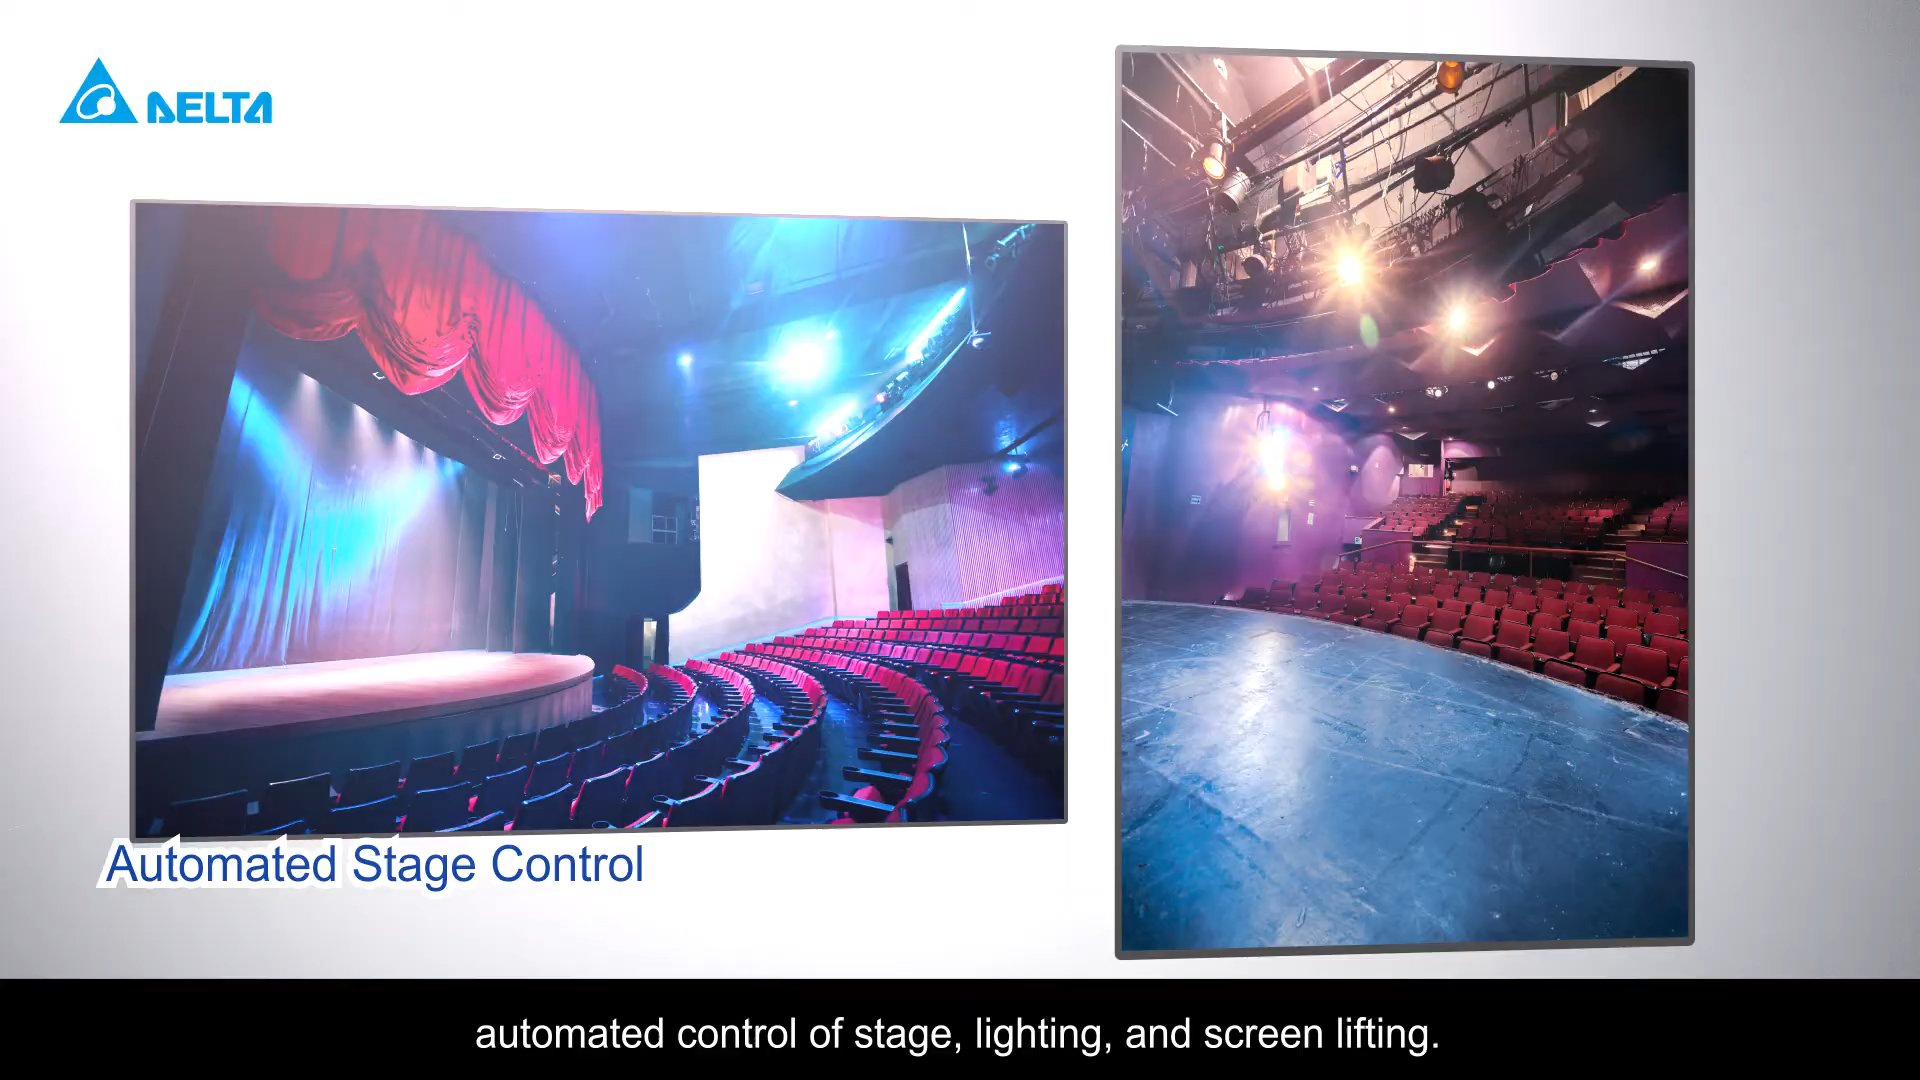 DELTA
Automated Stage Control
automated control of stage, lighting, and screen lifting.